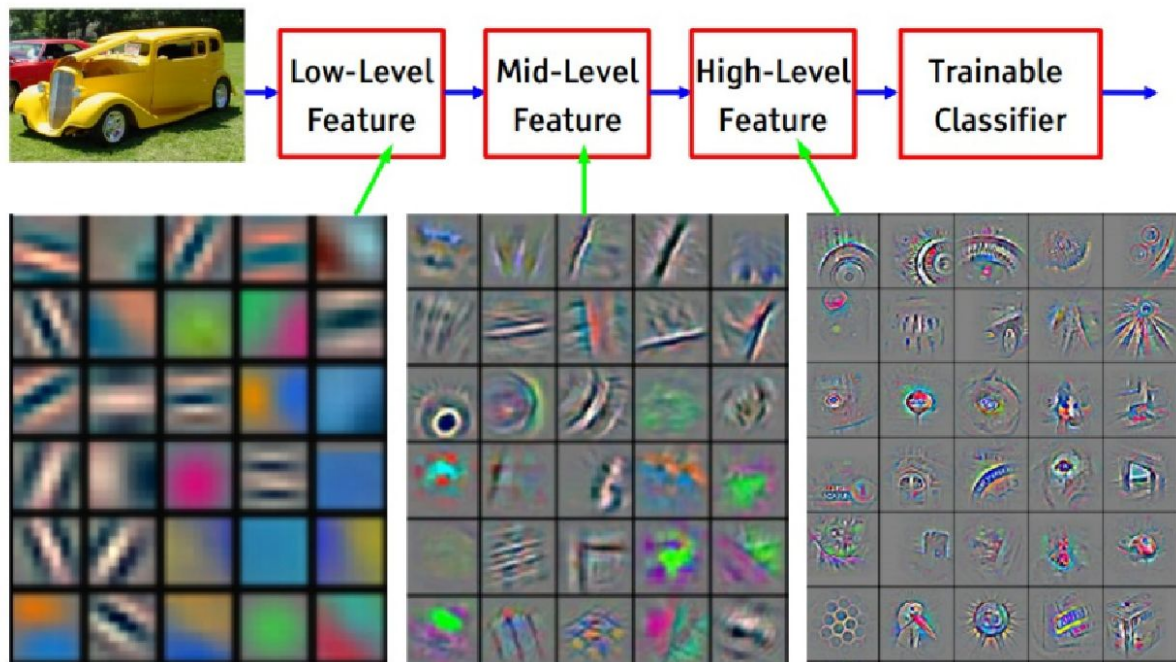 Low-Level
Feature
Mid-Level
Feature
High-Level
Feature
Trainable
Classifier